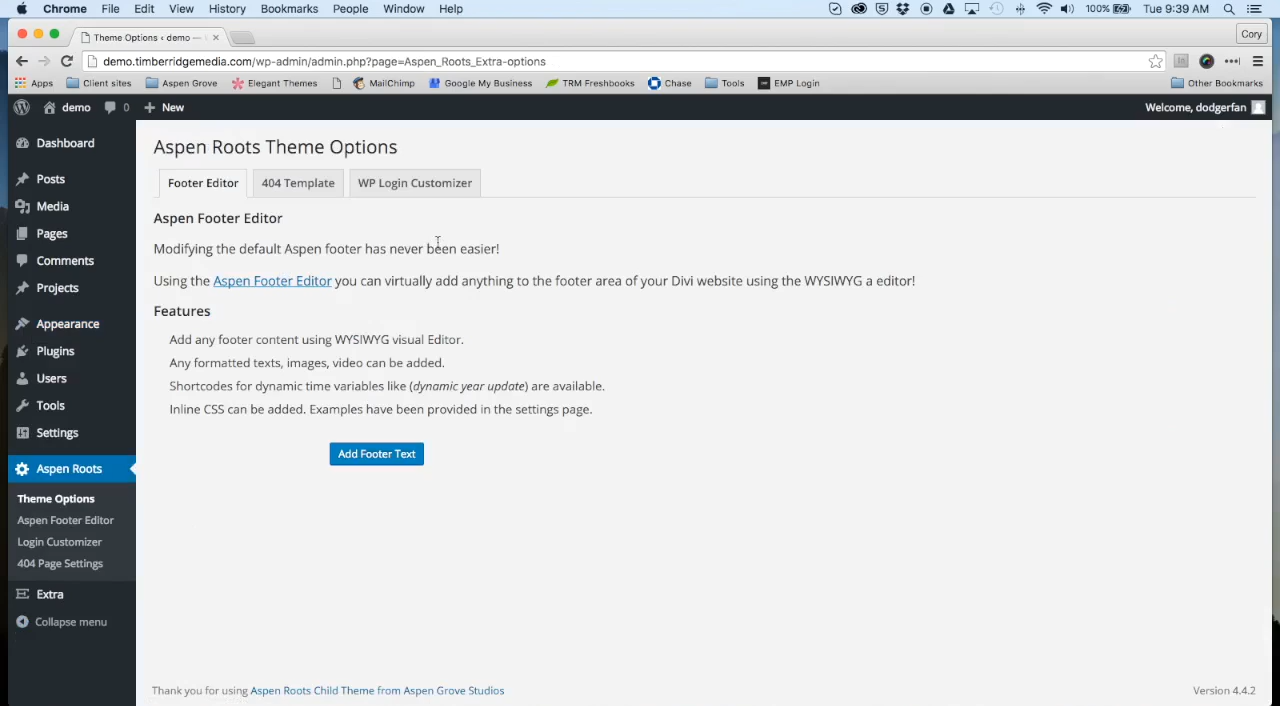 Chrome File Edit View History Bookmarks People Window Help 100% Tue 9:39 AM
Theme Options ‹ demo —
Cory
demo.timberridgemedia.com/wp-admin/admin.php?page=Aspen_Roots_Extra-options
Apps Client sites Aspen Grove Elegant Themes MailChimp Google My Business TRM Freshbooks Chase Tools EMP Login Other Bookmarks
demo 0 New Welcome, dodgerfan
Dashboard
Posts
Media
Pages
Comments
Projects
Appearance
Plugins
Users
Tools
Settings
Aspen Roots
Theme Options
Aspen Footer Editor
Login Customizer
404 Page Settings
Extra
Collapse menu
Aspen Roots Theme Options
Footer Editor 404 Template WP Login Customizer
Aspen Footer Editor
Modifying the default Aspen footer has never been easier!
Using the Aspen Footer Editor you can virtually add anything to the footer area of your Divi website using the WYSIWYG a editor!
Features
Add any footer content using WYSIWYG visual Editor.
Any formatted texts, images, video can be added.
Shortcodes for dynamic time variables like (dynamic year update) are available.
Inline CSS can be added. Examples have been provided in the settings page.
Add Footer Text
Thank you for using Aspen Roots Child Theme from Aspen Grove Studios
Version 4.4.2